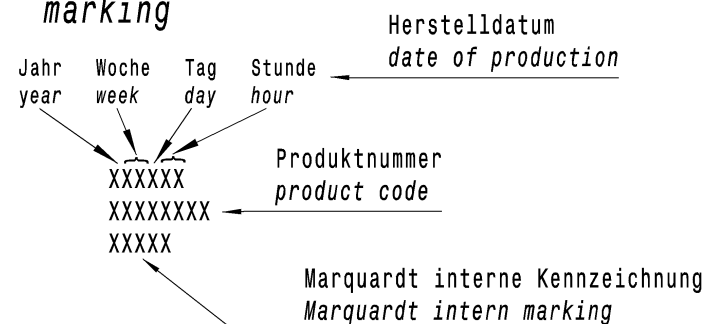 marking
Herstelldatum
date of production
Jahr Woche Tag Stunde
year week day hour
Produktnummer
product code
XXXXXX
XXXXXXXX
XXXXX
Marquardt interne Kennzeichnung
Marquardt intern marking